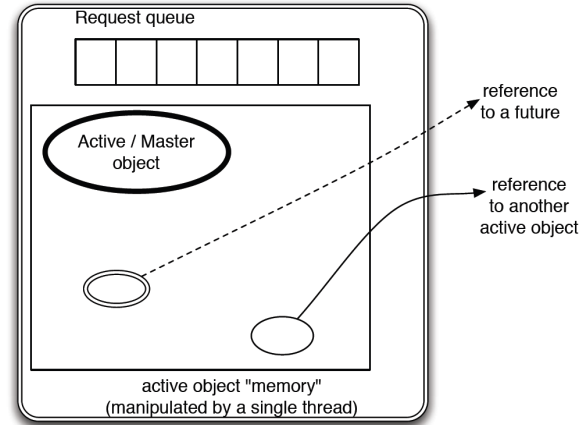 Request queue
Active / Master
object
reference
to a future
reference
to another
active object
active object "memory"
(manipulated by a single thread)